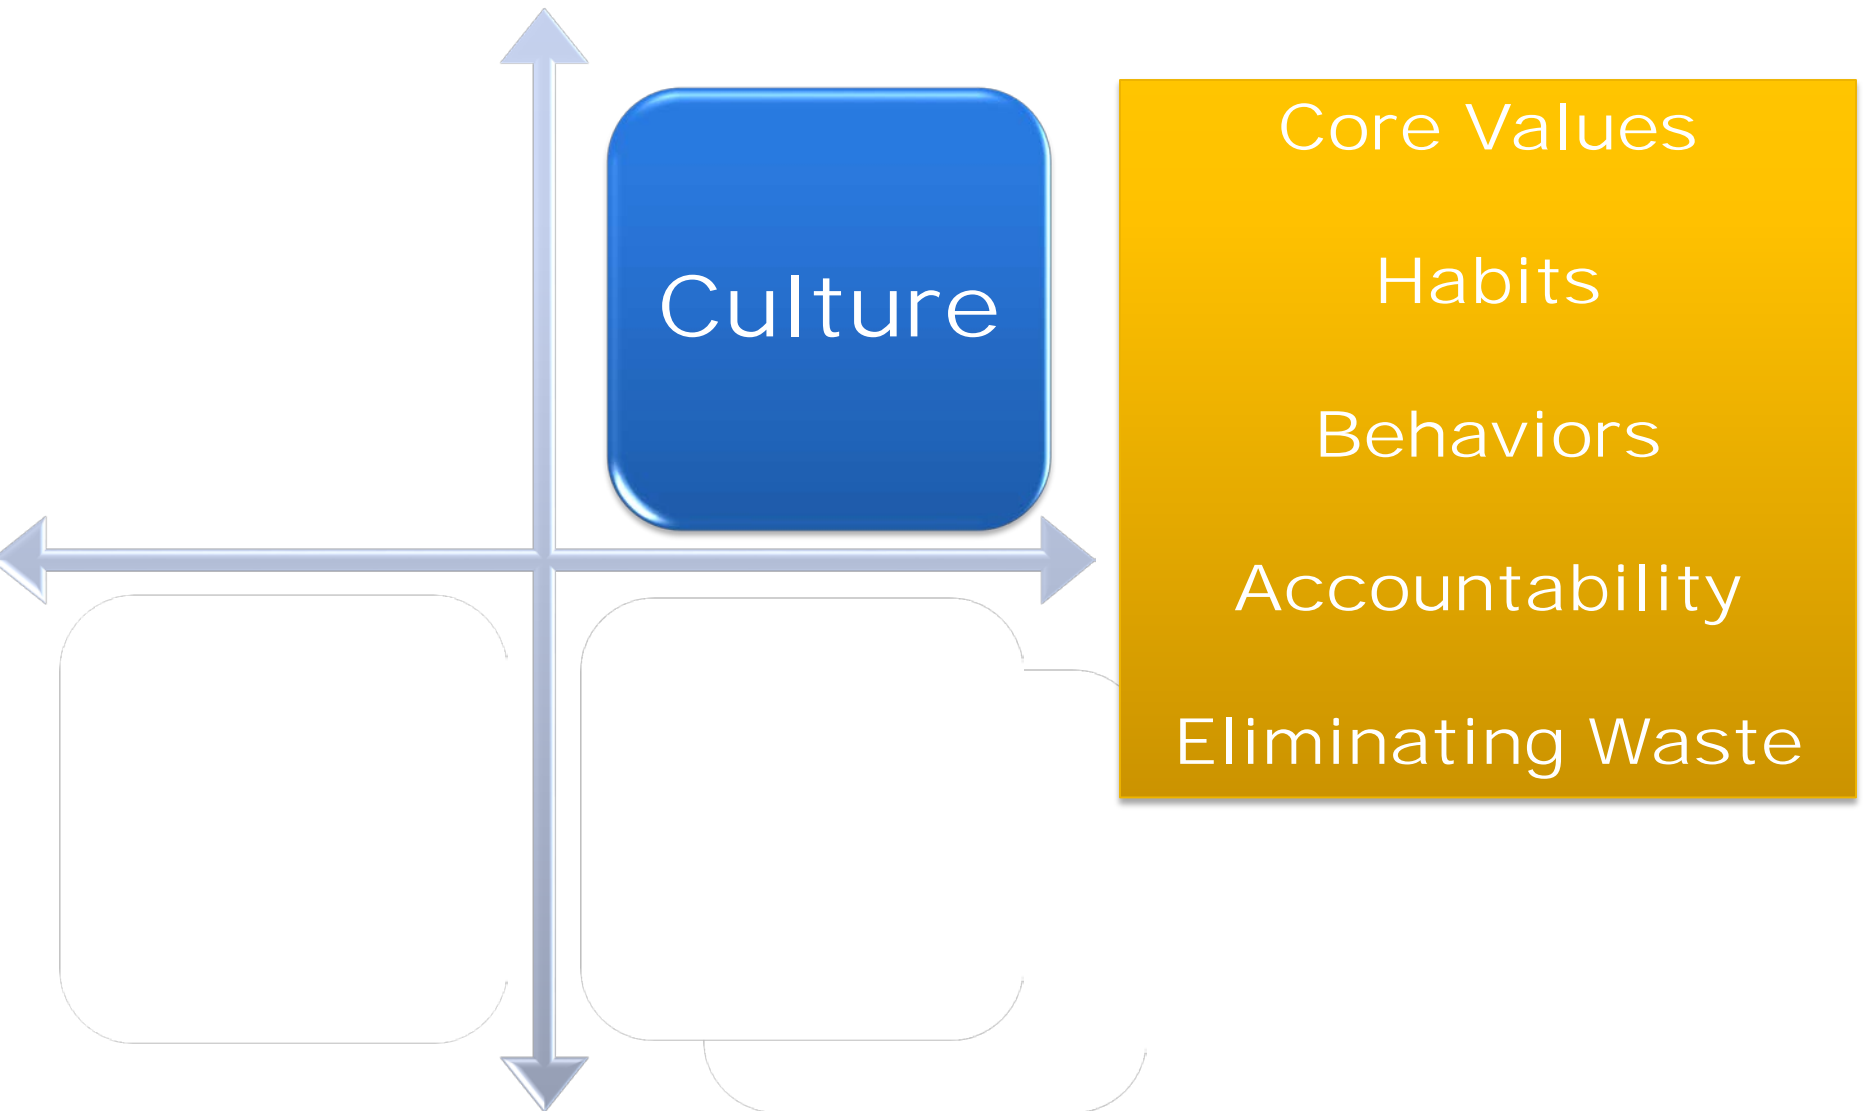 Culture
Core Values
Habits
Behaviors
Accountability
Eliminating Waste